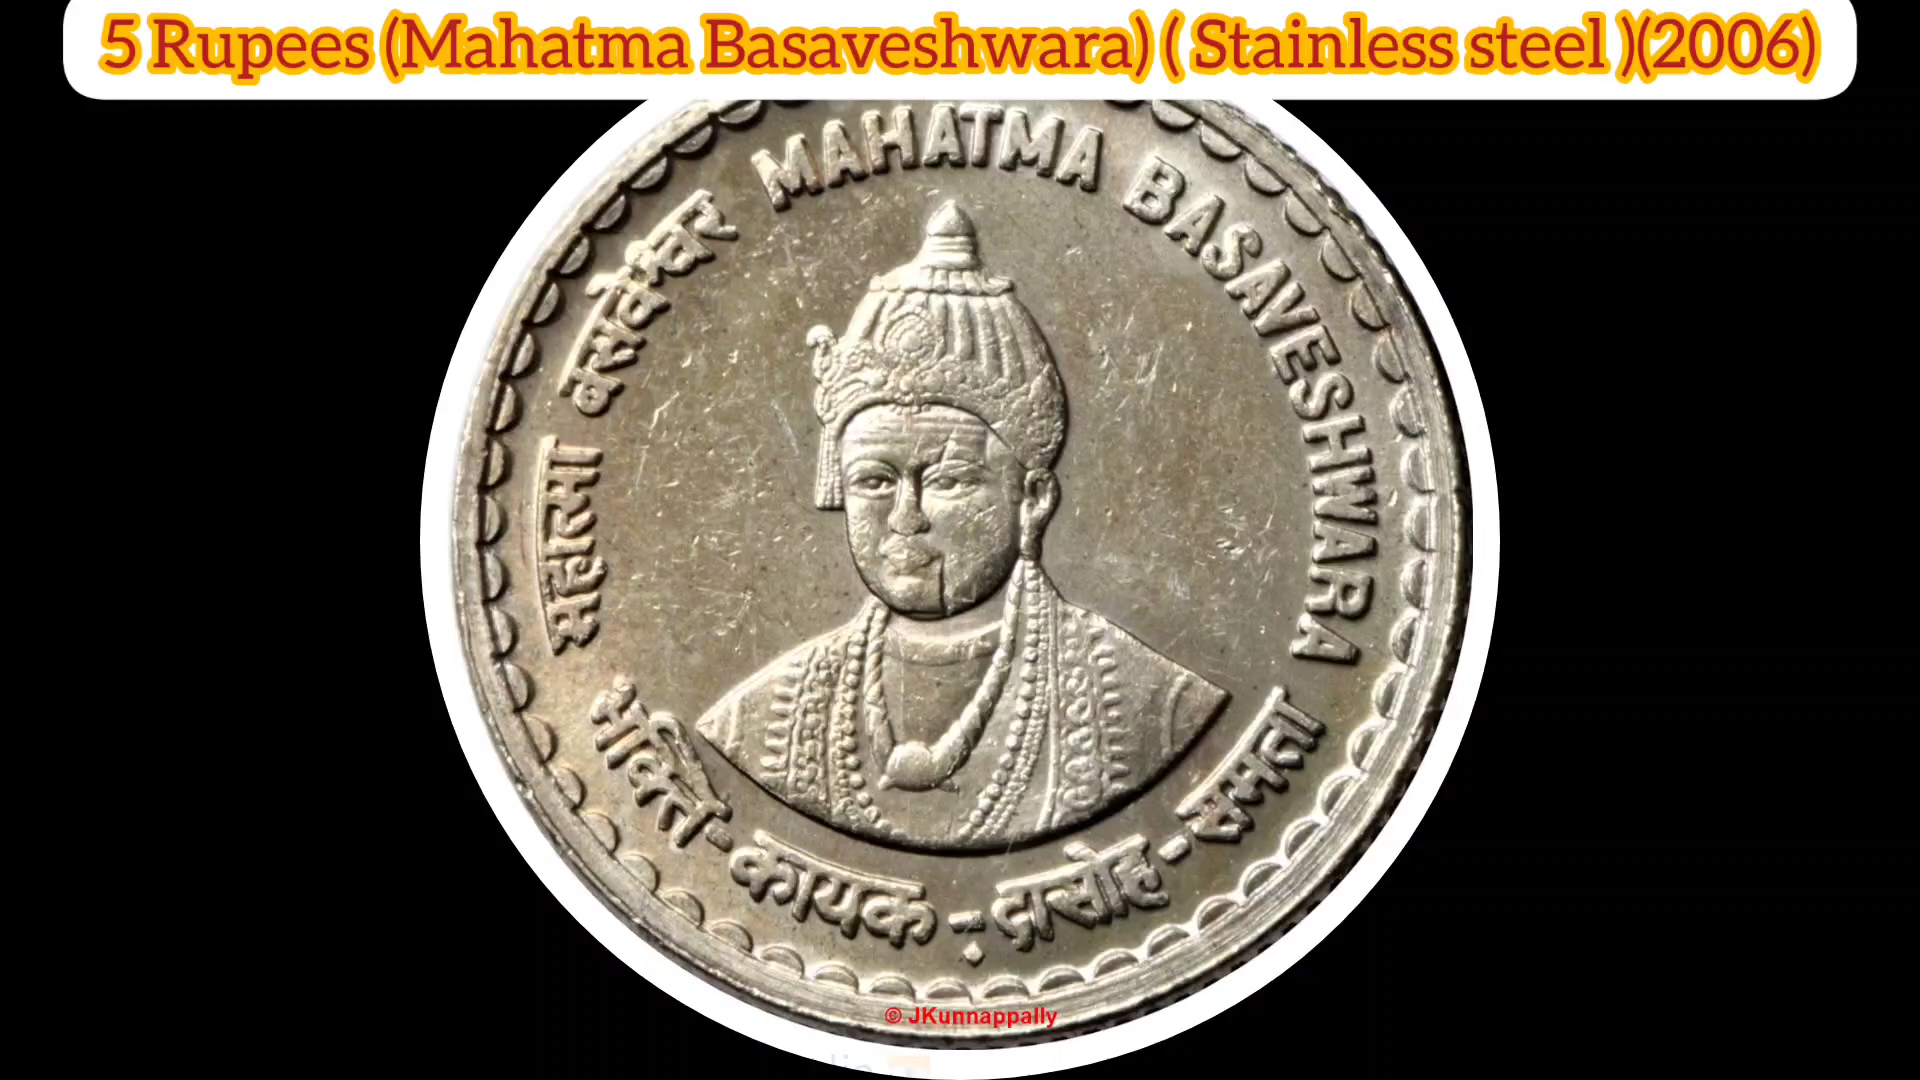 5 Rupees (Mahatma Basaveshwara) ( Stainless steel )(2006)
महात्मा बसवेश्वर MAHATMA BASAVESHWARA
भक्ति-कायक-दासोह-समता
© JKunnappally